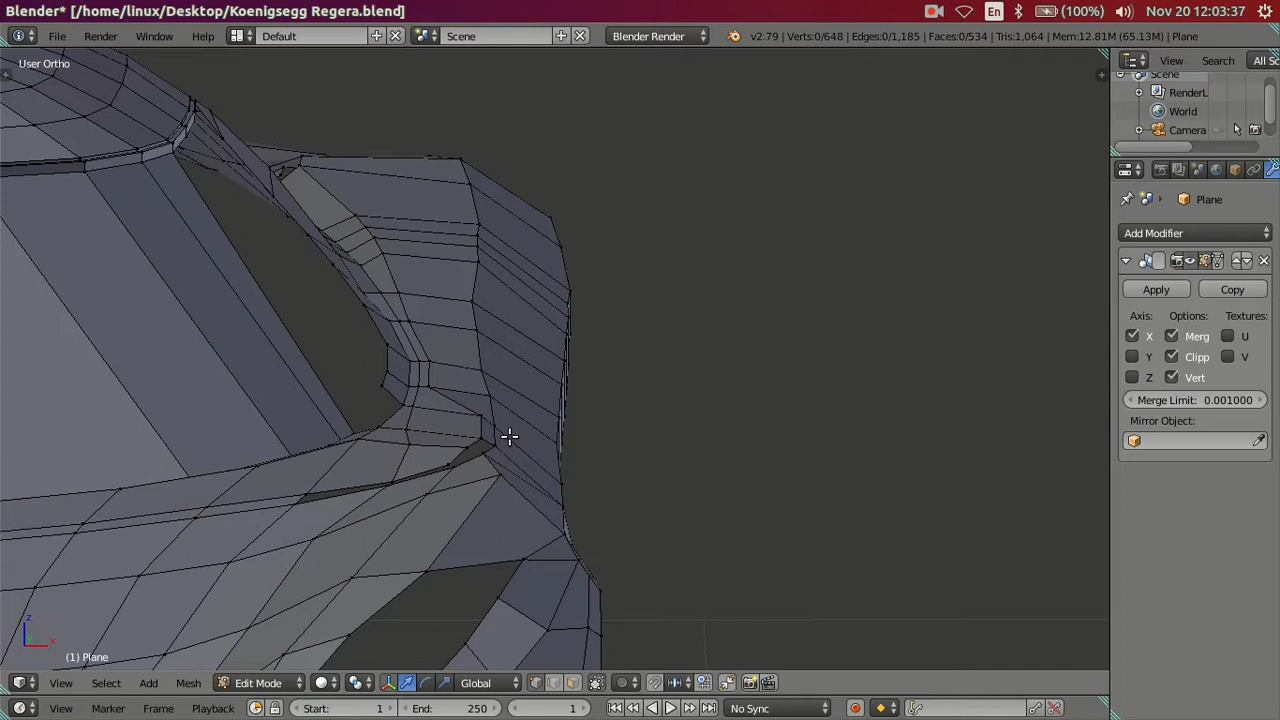 Blender* [/home/linux/Desktop/Koenigsegg Regera.blend] En (100%) Nov 20 12:03:37
File Render Window Help Default Scene Blender Render v2.79 | Verts:0/648 | Edges:0/1,185 | Faces:0/534 | Tris:1,064 | Mem:12.81M (65.13M) | Plane
User Ortho
View Search All Sc
Scene
RenderL
World
Camera
Plane
Add Modifier
Apply Copy
Axis: Options: Textures:
X Merg U
Y Clipp V
Z Vert
Merge Limit: 0.001000
Mirror Object:
z
y x
(1) Plane
View Select Add Mesh Edit Mode Global
View Marker Frame Playback Start: 1 End: 250 1 No Sync